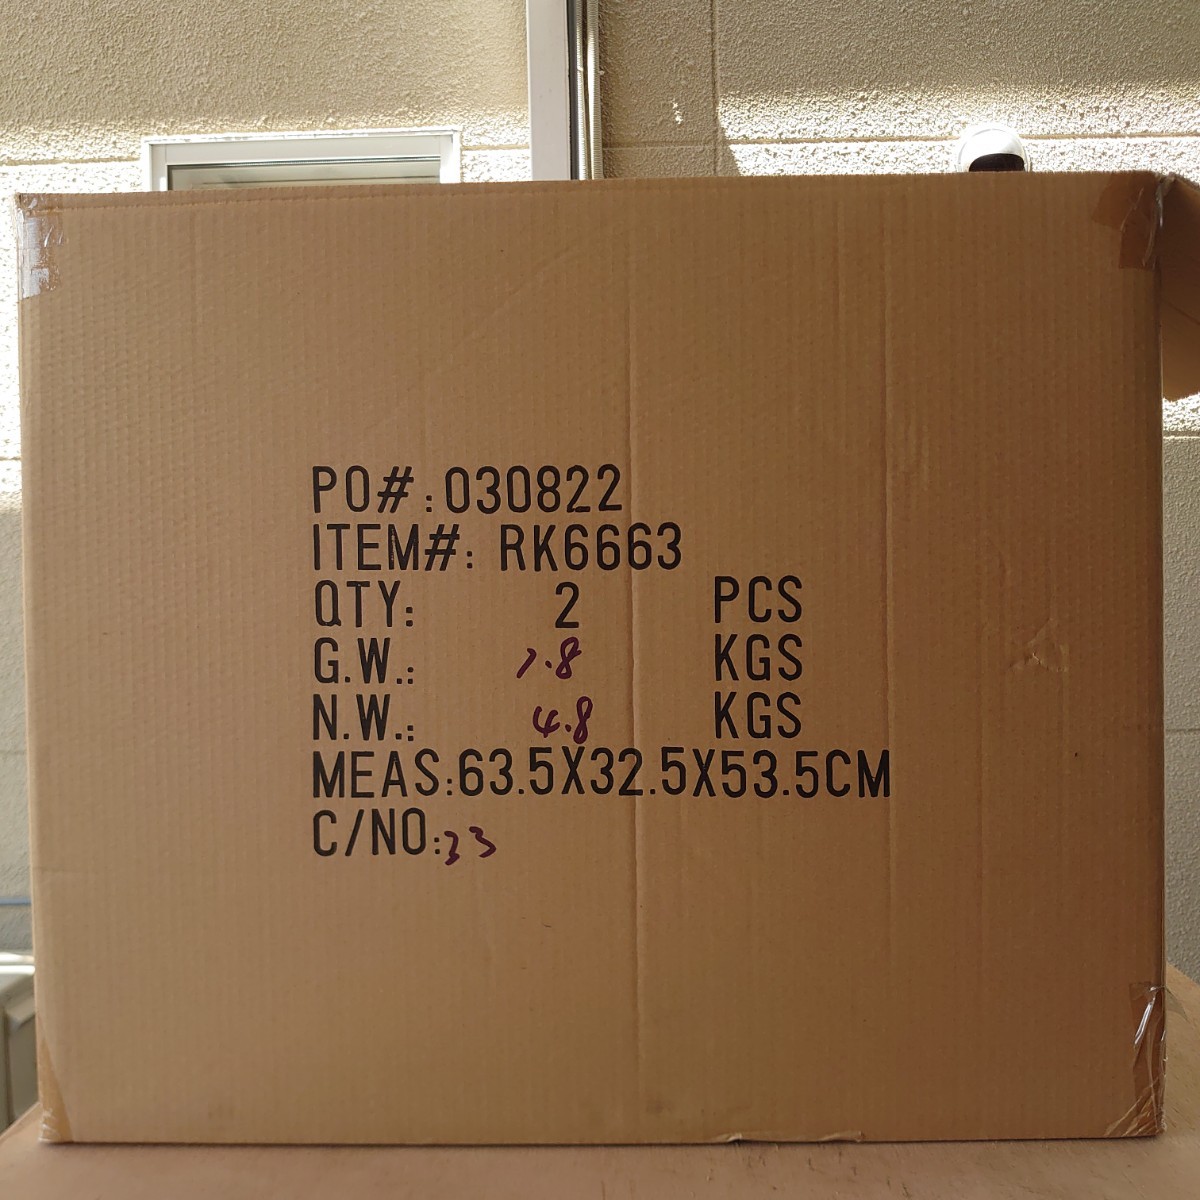 PO#:030822
ITEM#: RK6663
QTY: 2 PCS
G.W.: 7.8 KGS
N.W.: 4.8 KGS
MEAS:63.5X32.5X53.5CM
C/NO:33